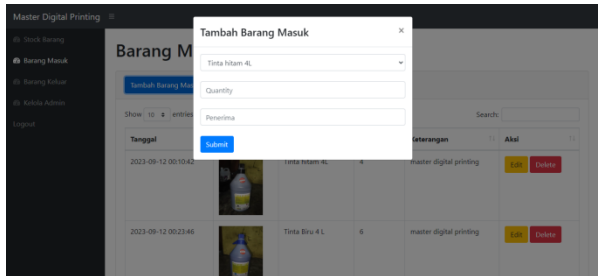 Master Digital Printing
Stock Barang
Barang Masuk
Barang Keluar
Kelola Admin
Logout
Barang M
Tambah Barang Mas
Show 10 entries
Search:
Tambah Barang Masuk ×
Tinta hitam 4L
Quantity
Penerima
Submit
Tanggal Keterangan Aksi
2023-09-12 00:10:42 Tinta hitam 4L 4 master digital printing Edit Delete
2023-09-12 00:23:46 Tinta Biru 4 L 6 master digital printing Edit Delete